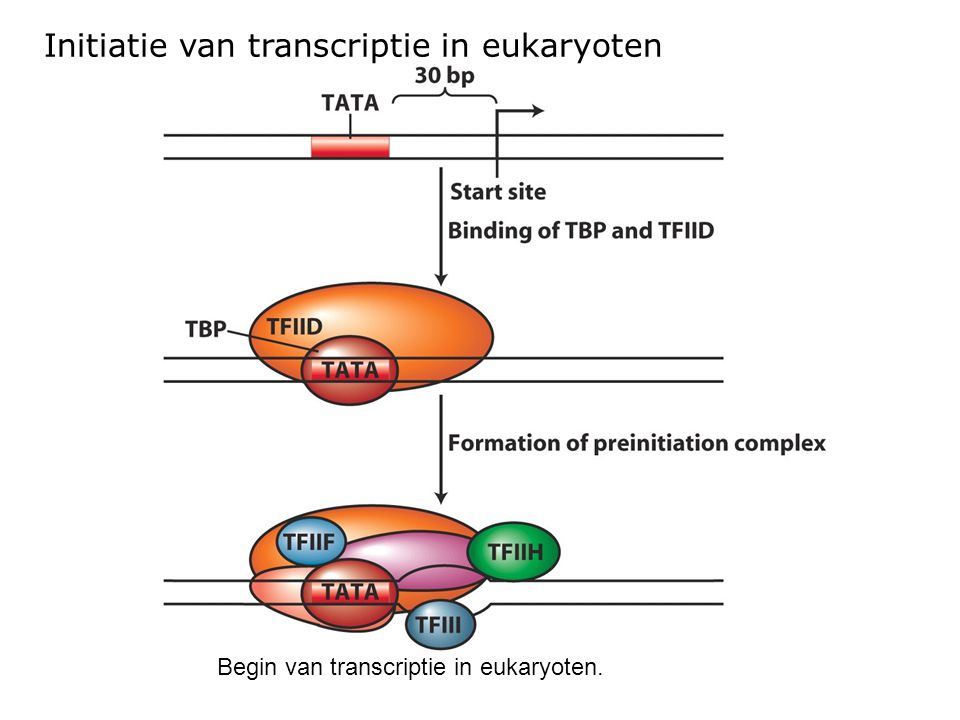 Initiatie van transcriptie in eukaryoten
30 bp
TATA
Start site
Binding of TBP and TFIID
TBP
TFIID
TATA
Formation of preinitiation complex
TFIIF
TFIIH
TATA
TFIII
Begin van transcriptie in eukaryoten.